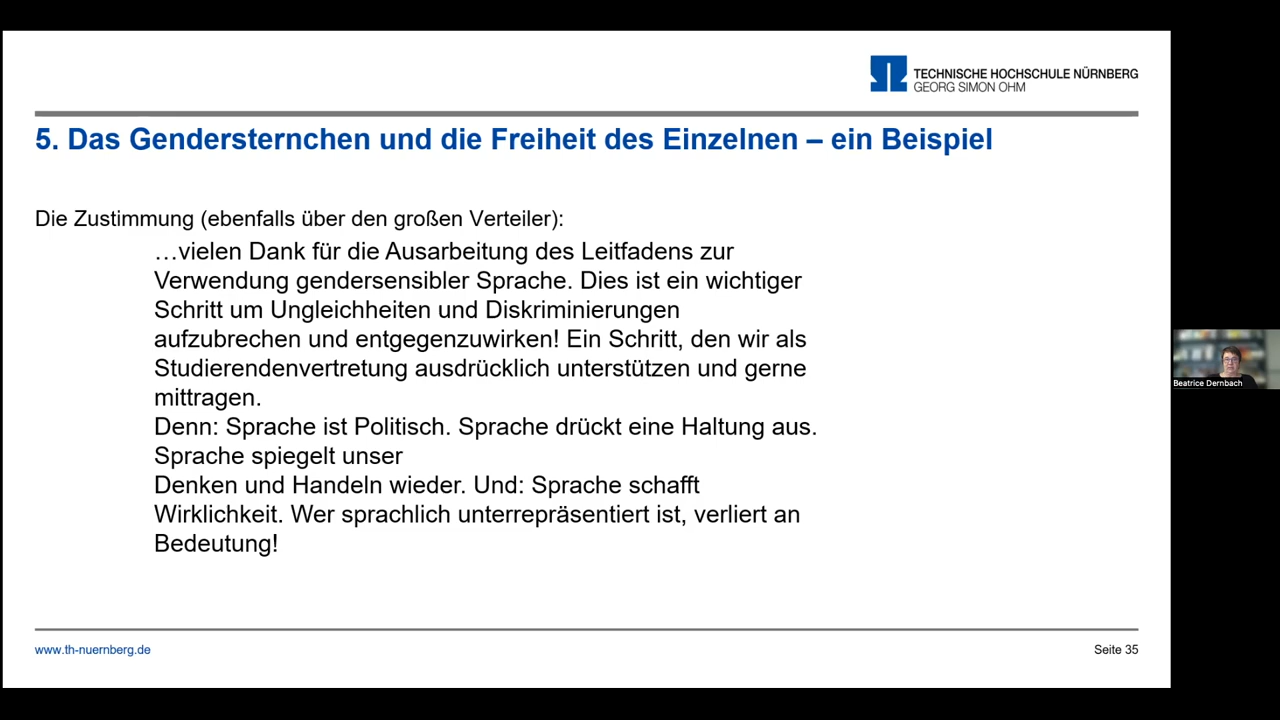 TECHNISCHE HOCHSCHULE NÜRNBERG
GEORG SIMON OHM
5. Das Gendersternchen und die Freiheit des Einzelnen – ein Beispiel
Die Zustimmung (ebenfalls über den großen Verteiler):
…vielen Dank für die Ausarbeitung des Leitfadens zur
Verwendung gendersensibler Sprache. Dies ist ein wichtiger
Schritt um Ungleichheiten und Diskriminierungen
aufzubrechen und entgegenzuwirken! Ein Schritt, den wir als
Studierendenvertretung ausdrücklich unterstützen und gerne
mittragen.
Denn: Sprache ist Politisch. Sprache drückt eine Haltung aus.
Sprache spiegelt unser
Denken und Handeln wieder. Und: Sprache schafft
Wirklichkeit. Wer sprachlich unterrepräsentiert ist, verliert an
Bedeutung!
Beatrice Dernbach
www.th-nuernberg.de
Seite 35